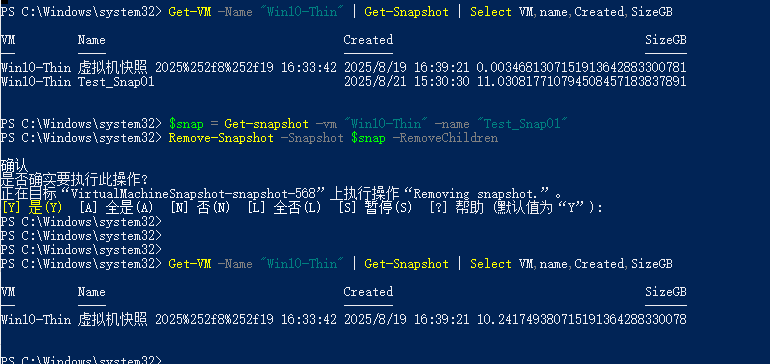 PS C:\Windows\system32> Get-VM -Name "Win10-Thin" | Get-Snapshot | Select VM,name,Created,SizeGB
VM Name Created SizeGB
-- ---- ------- ------
Win10-Thin 虚拟机快照 2025%252f8%252f19 16:33:42 2025/8/19 16:39:21 0.0034681307151913642883300781
Win10-Thin Test_Snap01 2025/8/21 15:30:30 11.030817710794508457183837891
PS C:\Windows\system32> $snap = Get-snapshot -vm "Win10-Thin" -name "Test_Snap01"
PS C:\Windows\system32> Remove-Snapshot -Snapshot $snap -RemoveChildren
确认
是否确实要执行此操作?
正在目标“VirtualMachineSnapshot-snapshot-568”上执行操作“Removing snapshot.”。
[Y] 是(Y) [A] 全是(A) [N] 否(N) [L] 全否(L) [S] 暂停(S) [?] 帮助 (默认值为“Y”):
PS C:\Windows\system32>
PS C:\Windows\system32>
PS C:\Windows\system32>
PS C:\Windows\system32> Get-VM -Name "Win10-Thin" | Get-Snapshot | Select VM,name,Created,SizeGB
VM Name Created SizeGB
-- ---- ------- ------
Win10-Thin 虚拟机快照 2025%252f8%252f19 16:33:42 2025/8/19 16:39:21 10.241749380715191364288330078
PS C:\Windows\system32>